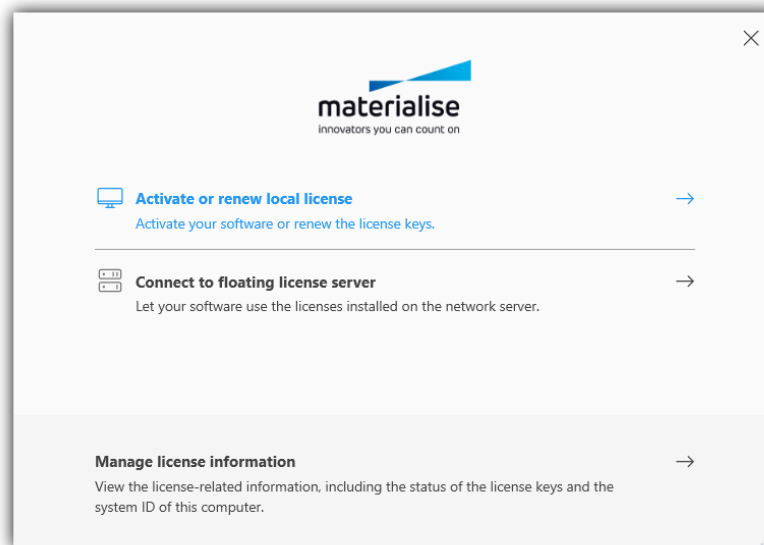 materialise
innovators you can count on
Activate or renew local license
Activate your software or renew the license keys.
Connect to floating license server
Let your software use the licenses installed on the network server.
Manage license information
View the license-related information, including the status of the license keys and the
system ID of this computer.